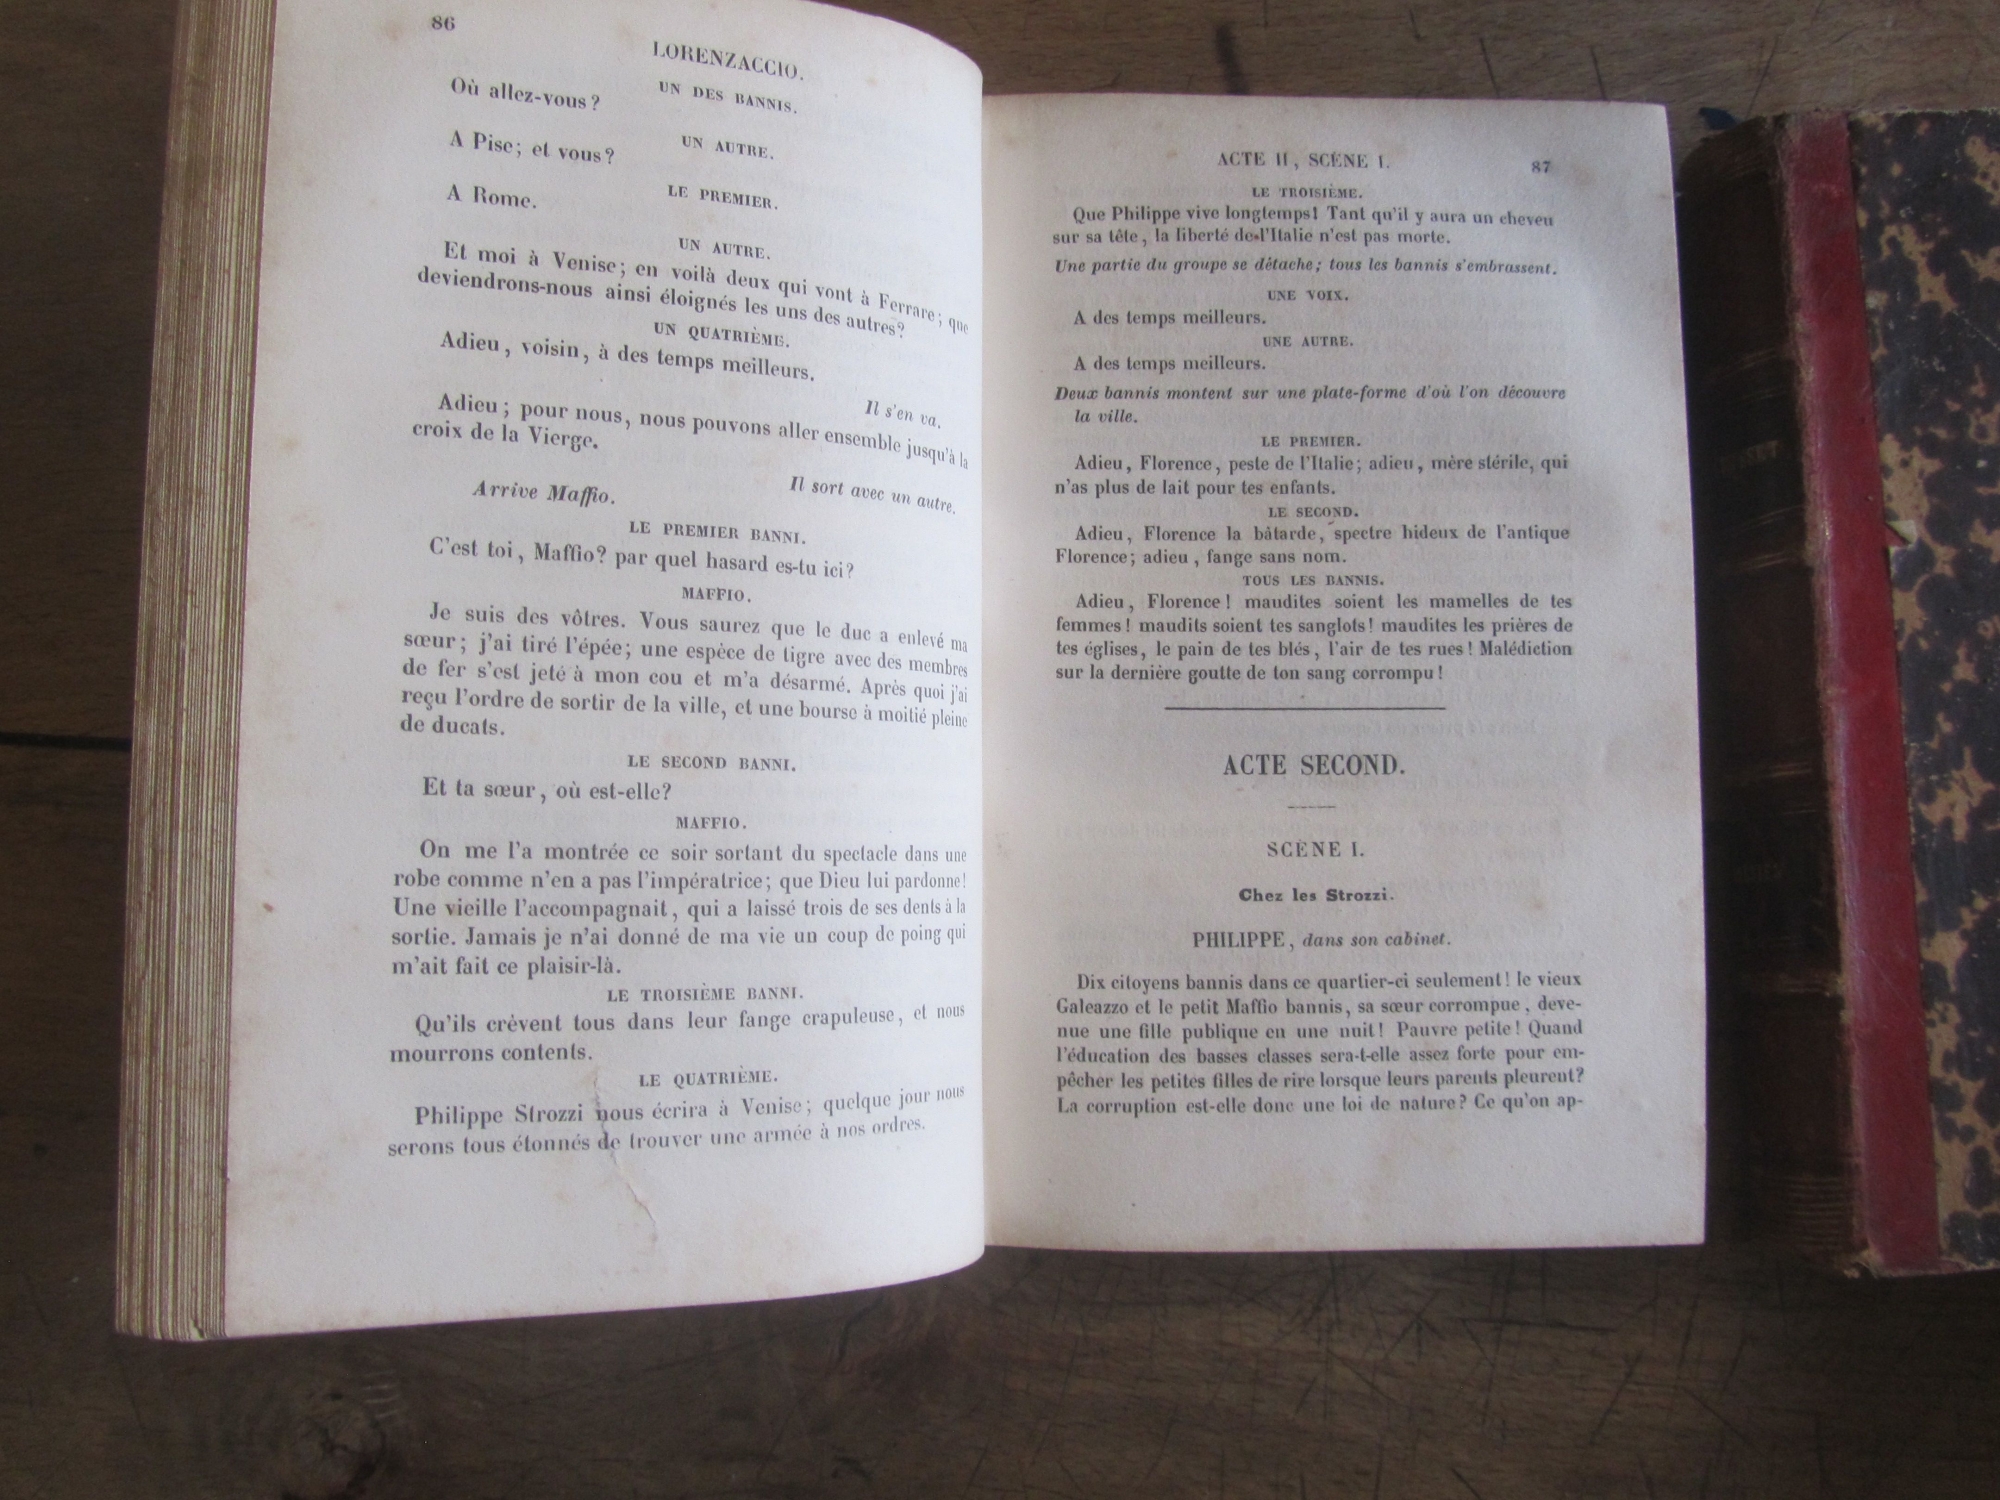 86
LORENZACCIO.
UN DES BANNIS.
Où allez-vous?
UN AUTRE.
A Pise; et vous?
LE PREMIER.
A Rome.
UN AUTRE.
Et moi à Venise; en voilà deux qui vont à Ferrare; que
deviendrons-nous ainsi éloignés les uns des autres?
UN QUATRIÈME.
Adieu, voisin, à des temps meilleurs.
Il s'en va.
Adieu; pour nous, nous pouvons aller ensemble jusqu'à la
croix de la Vierge.
Il sort avec un autre.
Arrive Maffio.
LE PREMIER BANNI.
C'est toi, Maffio? par quel hasard es-tu ici?
MAFFIO.
Je suis des vôtres. Vous saurez que le duc a enlevé ma
sœur; j'ai tiré l'épée; une espèce de tigre avec des membres
de fer s'est jeté à mon cou et m'a désarmé. Après quoi j'ai
reçu l'ordre de sortir de la ville, et une bourse à moitié pleine
de ducats.
LE SECOND BANNI.
Et ta sœur, où est-elle?
MAFFIO.
On me l'a montrée ce soir sortant du spectacle dans une
robe comme n'en a pas l'impératrice; que Dieu lui pardonne!
Une vieille l'accompagnait, qui a laissé trois de ses dents à la
sortie. Jamais je n'ai donné de ma vie un coup de poing qui
m'ait fait ce plaisir-là.
LE TROISIÈME BANNI.
Qu'ils crèvent tous dans leur fange crapuleuse, et nous
mourrons contents.
LE QUATRIÈME.
Philippe Strozzi nous écrira à Venise; quelque jour nous
serons tous étonnés de trouver une armée à nos ordres.
ACTE II, SCÈNE I.
87
LE TROISIÈME.
Que Philippe vive longtemps! Tant qu'il y aura un cheveu
sur sa tête, la liberté de l'Italie n'est pas morte.
Une partie du groupe se détache; tous les bannis s'embrassent.
UNE VOIX.
A des temps meilleurs.
UNE AUTRE.
A des temps meilleurs.
Deux bannis montent sur une plate-forme d'où l'on découvre
la ville.
LE PREMIER.
Adieu, Florence, peste de l'Italie; adieu, mère stérile, qui
n'as plus de lait pour tes enfants.
LE SECOND.
Adieu, Florence la bâtarde, spectre hideux de l'antique
Florence; adieu, fange sans nom.
TOUS LES BANNIS.
Adieu, Florence! maudites soient les mamelles de tes
femmes! maudits soient tes sanglots! maudites les prières de
tes églises, le pain de tes blés, l'air de tes rues! Malédiction
sur la dernière goutte de ton sang corrompu!
ACTE SECOND.
SCÈNE I.
Chez les Strozzi.
PHILIPPE, dans son cabinet.
Dix citoyens bannis dans ce quartier-ci seulement! le vieux
Galeazzo et le petit Maffio bannis, sa sœur corrompue, deve-
nue une fille publique en une nuit! Pauvre petite! Quand
l'éducation des basses classes sera-t-elle assez forte pour em-
pêcher les petites filles de rire lorsque leurs parents pleurent?
La corruption est-elle donc une loi de nature? Ce qu'on ap-